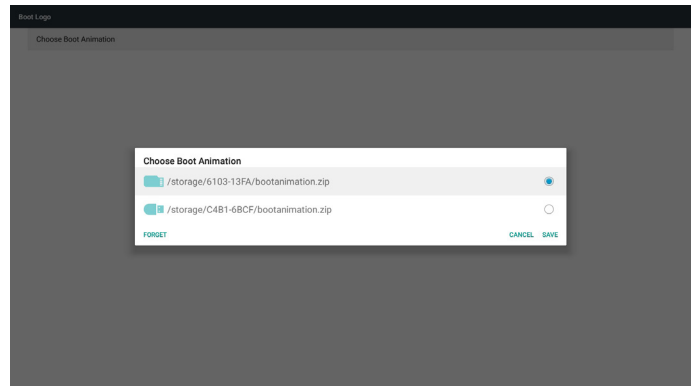 Boot Logo
Choose Boot Animation
Choose Boot Animation
/storage/6103-13FA/bootanimation.zip
/storage/C4B1-6BCF/bootanimation.zip
FORGET CANCEL SAVE